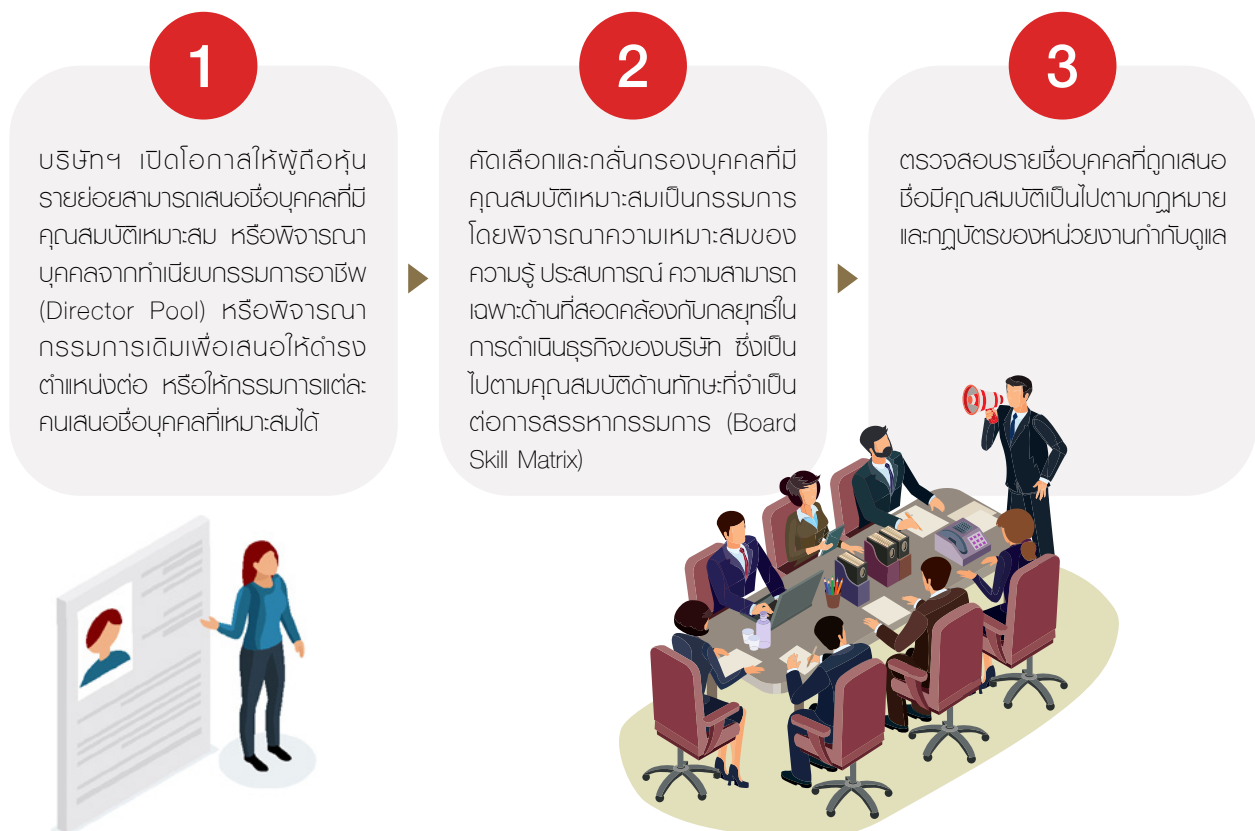 1
บริษัทฯ เปิดโอกาสให้ผู้ถือหุ้น
รายย่อยสามารถเสนอชื่อบุคคลที่มี
คุณสมบัติเหมาะสม หรือพิจารณา
บุคคลจากทำเนียบกรรมการอาชีพ
(Director Pool) หรือพิจารณา
กรรมการเดิมเพื่อเสนอให้ดำรง
ตำแหน่งต่อ หรือให้กรรมการแต่ละ
คนเสนอชื่อบุคคลที่เหมาะสมได้
2
คัดเลือกและกลั่นกรองบุคคลที่มี
คุณสมบัติเหมาะสมเป็นกรรมการ
โดยพิจารณาความเหมาะสมของ
ความรู้ ประสบการณ์ ความสามารถ
เฉพาะด้านที่สอดคล้องกับกลยุทธ์ใน
การดำเนินธุรกิจของบริษัท ซึ่งเป็น
ไปตามคุณสมบัติด้านทักษะที่จำเป็น
ต่อการสรรหากรรมการ (Board
Skill Matrix)
3
ตรวจสอบรายชื่อบุคคลที่ถูกเสนอ
ชื่อมีคุณสมบัติเป็นไปตามกฎหมาย
และกฎบัตรของหน่วยงานกำกับดูแล